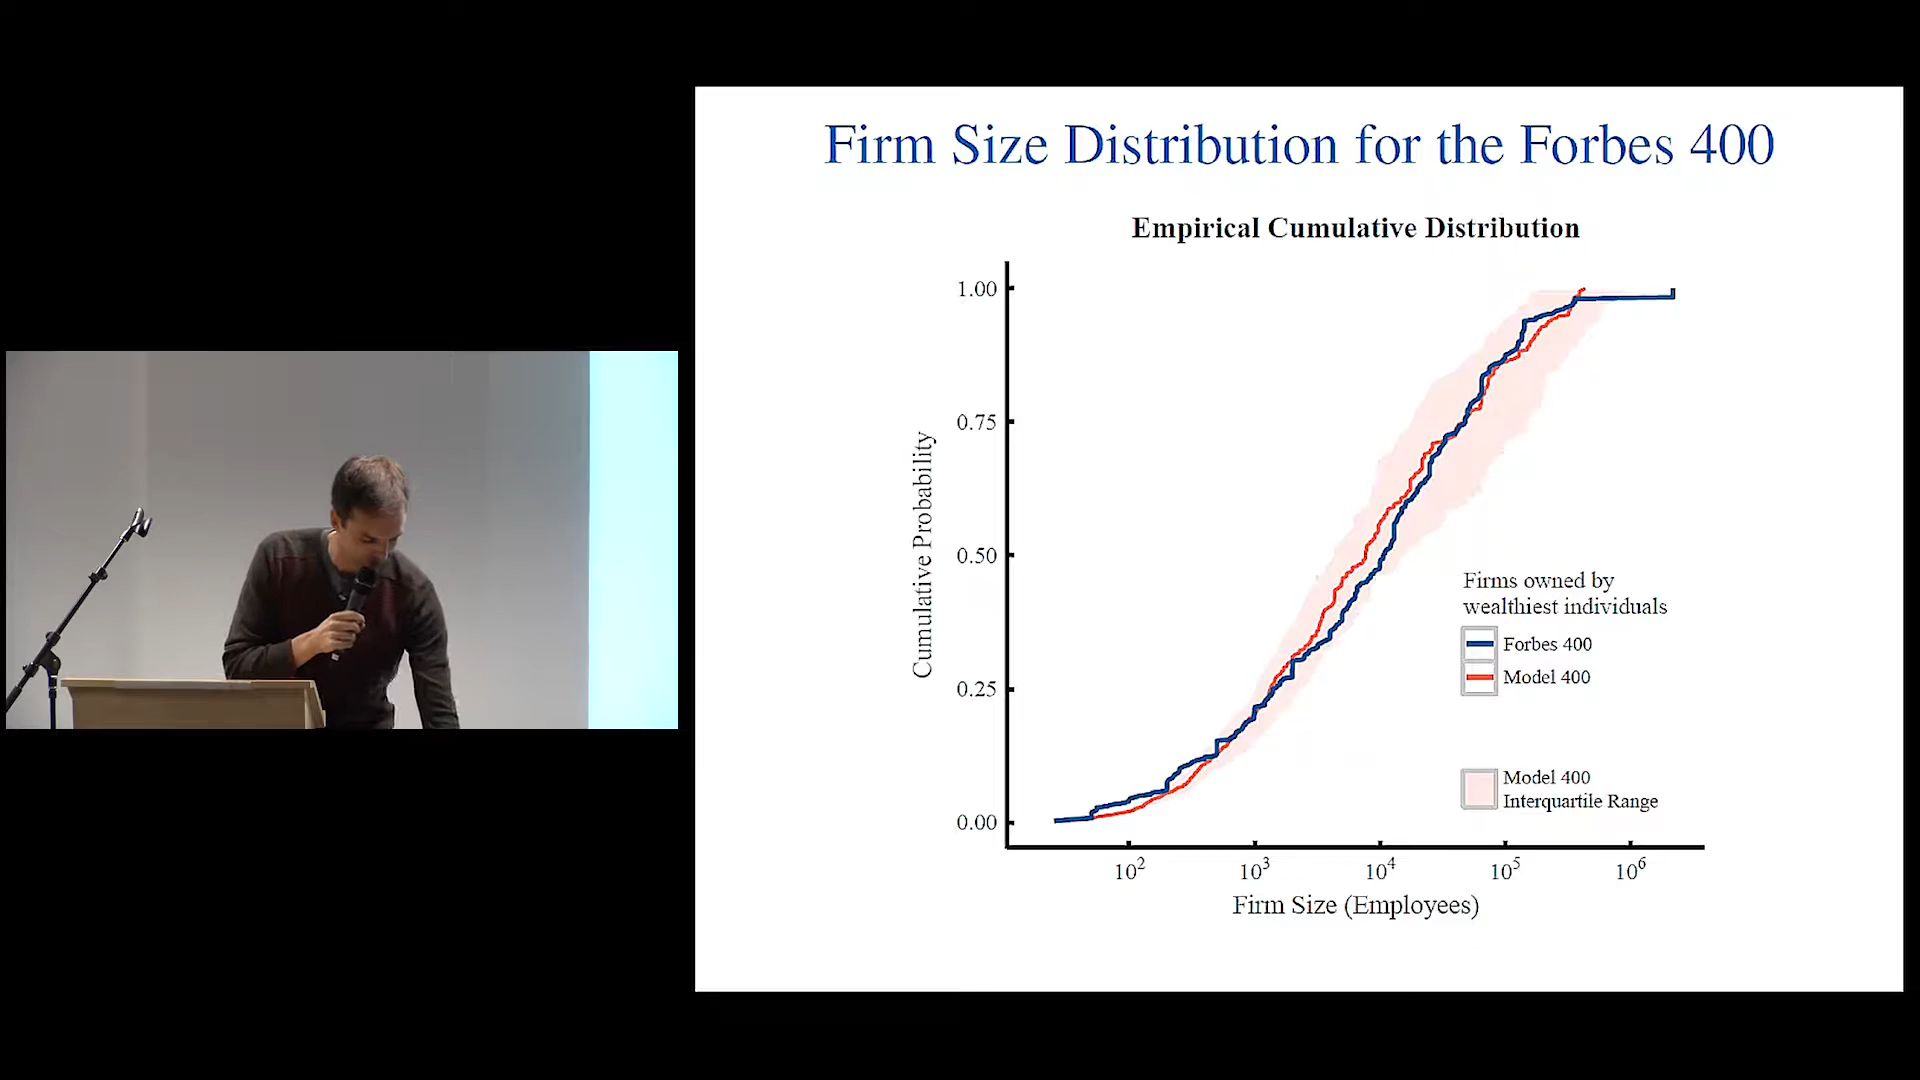 Firm Size Distribution for the Forbes 400
Empirical Cumulative Distribution
1.00
0.75
0.50
0.25
0.00
Cumulative Probability
10²
10³
10⁴
10⁵
10⁶
Firm Size (Employees)
Firms owned by
wealthiest individuals
Forbes 400
Model 400
Model 400
Interquartile Range